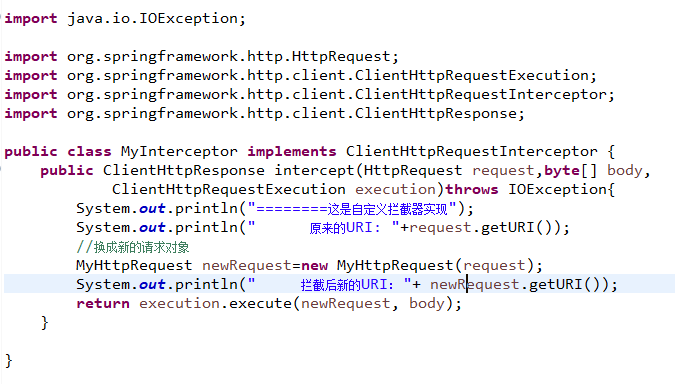 import java.io.IOException;
import org.springframework.http.HttpRequest;
import org.springframework.http.client.ClientHttpRequestExecution;
import org.springframework.http.client.ClientHttpRequestInterceptor;
import org.springframework.http.client.ClientHttpResponse;
public class MyInterceptor implements ClientHttpRequestInterceptor {
    public ClientHttpResponse intercept(HttpRequest request,byte[] body,
            ClientHttpRequestExecution execution)throws IOException{
        System.out.println("========这是自定义拦截器实现");
        System.out.println("      原来的URI: "+request.getURI());
        //换成新的请求对象
        MyHttpRequest newRequest=new MyHttpRequest(request);
        System.out.println("     拦截后新的URI: "+ newRequest.getURI());
        return execution.execute(newRequest, body);
    }
}